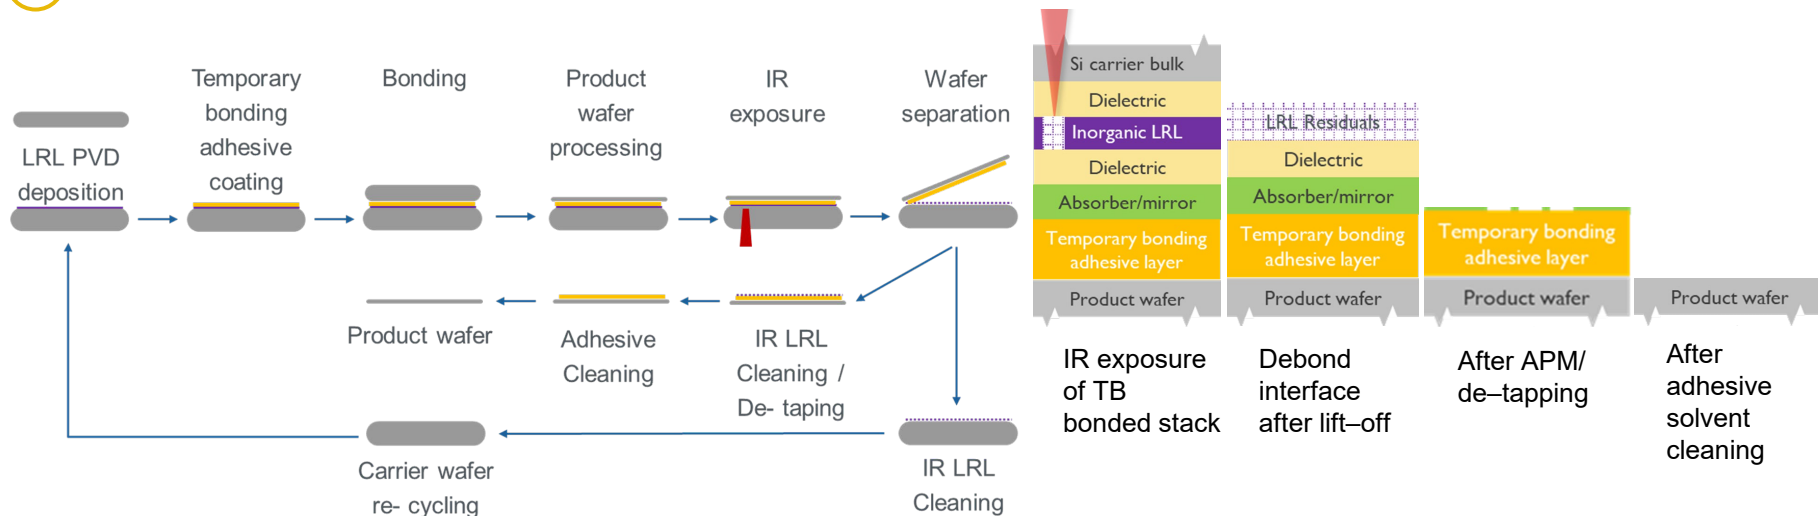 LRL PVD
deposition
Temporary
bonding
adhesive
coating
Bonding
Product
wafer
processing
IR
exposure
Wafer
separation
Product wafer
Adhesive
Cleaning
IR LRL
Cleaning /
De- taping
Carrier wafer
re- cycling
IR LRL
Cleaning
Si carrier bulk
Dielectric
Inorganic LRL
Dielectric
Absorber/mirror
Temporary bonding
adhesive layer
Product wafer
IR exposure
of TB
bonded stack
LRL Residuals
Dielectric
Absorber/mirror
Temporary bonding
adhesive layer
Product wafer
Debond
interface
after lift–off
Temporary bonding
adhesive layer
Product wafer
After APM/
de–tapping
Product wafer
After
adhesive
solvent
cleaning